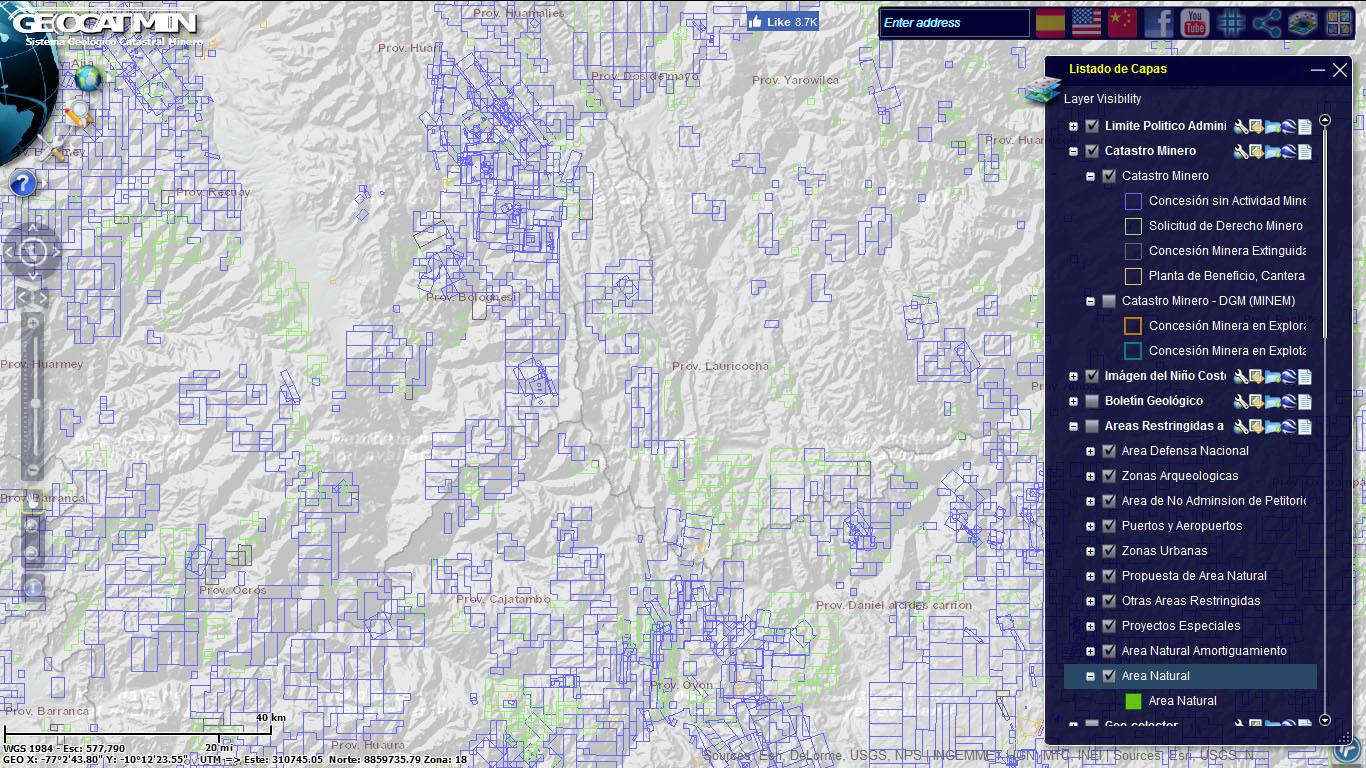 GEOCATMIN
Sistema Geológico Catastral Minero
Like 8.7K
Enter address
You
Tube
Prov. Huamalies
Prov. Huari
Prov. Dos de mayo
Prov. Yarowilca
Prov. Recuay
Prov. Bolognesi
Prov. Huarmey
Prov. Lauricocha
Prov. Barranca
Prov. Ocros
Prov. Cajatambo
Prov. Daniel alcides carrion
Prov. Oyon
Prov. Barranca
Prov. Huaura
Listado de Capas
Layer Visibility
Limite Politico Admini
Catastro Minero
Catastro Minero
Concesión sin Actividad Mine
Solicitud de Derecho Minero
Concesión Minera Extinguida
Planta de Beneficio, Cantera
Catastro Minero - DGM (MINEM)
Concesión Minera en Explora
Concesión Minera en Explota
Imágen del Niño Coste
Boletín Geológico
Areas Restringidas a
Area Defensa Nacional
Zonas Arqueologicas
Area de No Adminsion de Petitorio
Puertos y Aeropuertos
Zonas Urbanas
Propuesta de Area Natural
Otras Areas Restringidas
Proyectos Especiales
Area Natural Amortiguamiento
Area Natural
Area Natural
40 km
20 mi
WGS 1984 - Esc: 577,790
GEO X: -77°2'43.80" Y: -10°12'23.55" UTM => Este: 310745.05 Norte: 8859735.79 Zona: 18
Sources: Esri, DeLorme, USGS, NPS | INGEMMET, IGN, MTC, INEI | Sources: Esri, USGS, N...